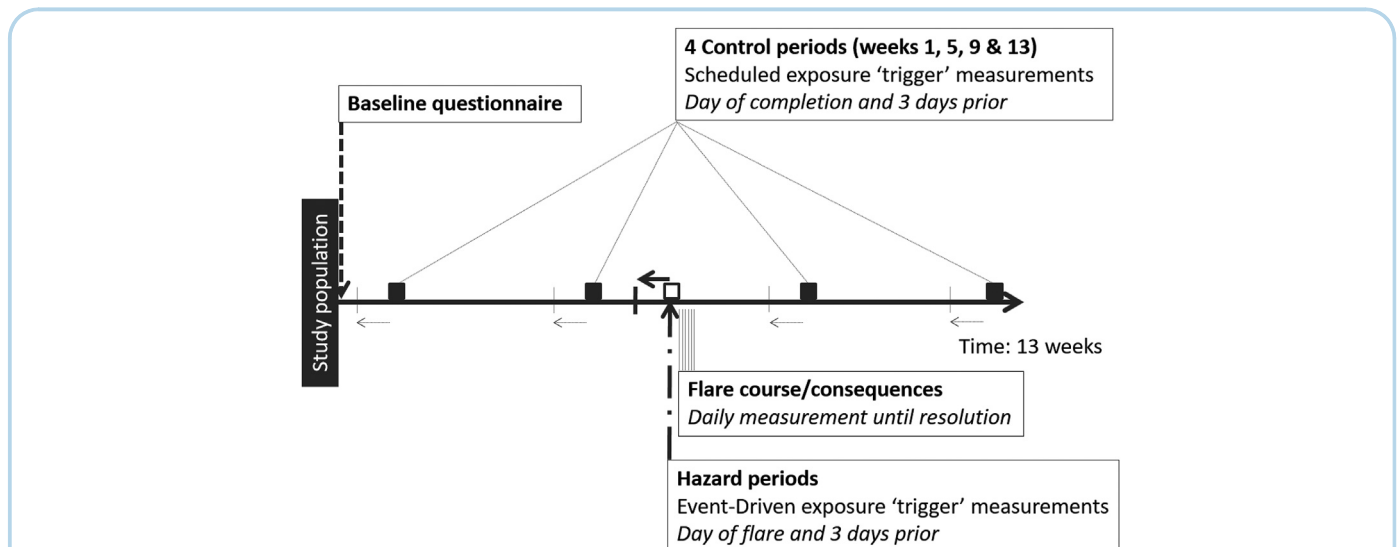 4 Control periods (weeks 1, 5, 9 & 13)
Scheduled exposure ‘trigger’ measurements
Day of completion and 3 days prior
Baseline questionnaire
Study population
Time: 13 weeks
Flare course/consequences
Daily measurement until resolution
Hazard periods
Event-Driven exposure ‘trigger’ measurements
Day of flare and 3 days prior